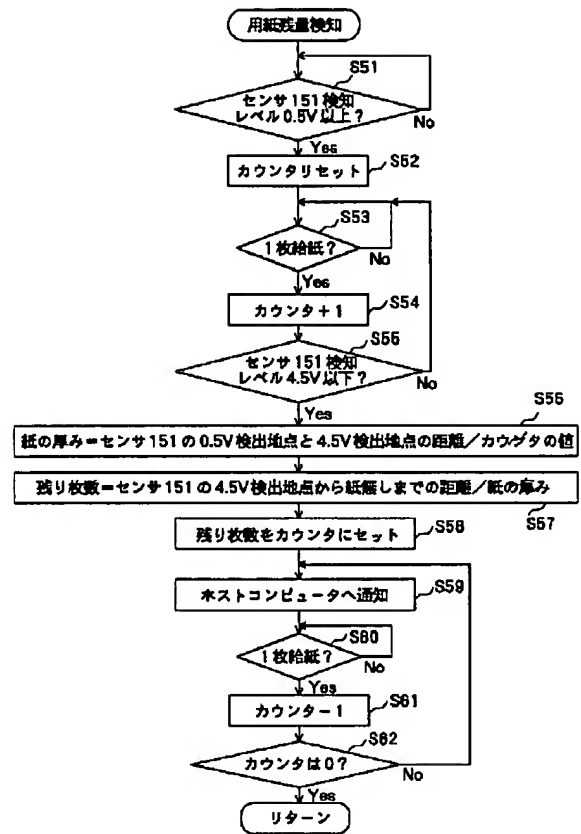 用紙残量検知
S51
センサ151検知
レベル0.5V以上?
No
Yes
S52
カウンタリセット
S53
1枚給紙?
No
Yes
S54
カウンタ+1
S55
センサ151検知
レベル4.5V以下?
No
Yes
S56
紙の厚み=センサ151の0.5V検出地点と4.5V検出地点の距離/カウンタの値
残り枚数=センサ151の4.5V検出地点から紙無しまでの距離/紙の厚み
S57
S58
残り枚数をカウンタにセット
S59
ホストコンピュータへ通知
S60
1枚給紙?
No
Yes
S61
カウンタ-1
S62
カウンタは0?
No
Yes
リターン